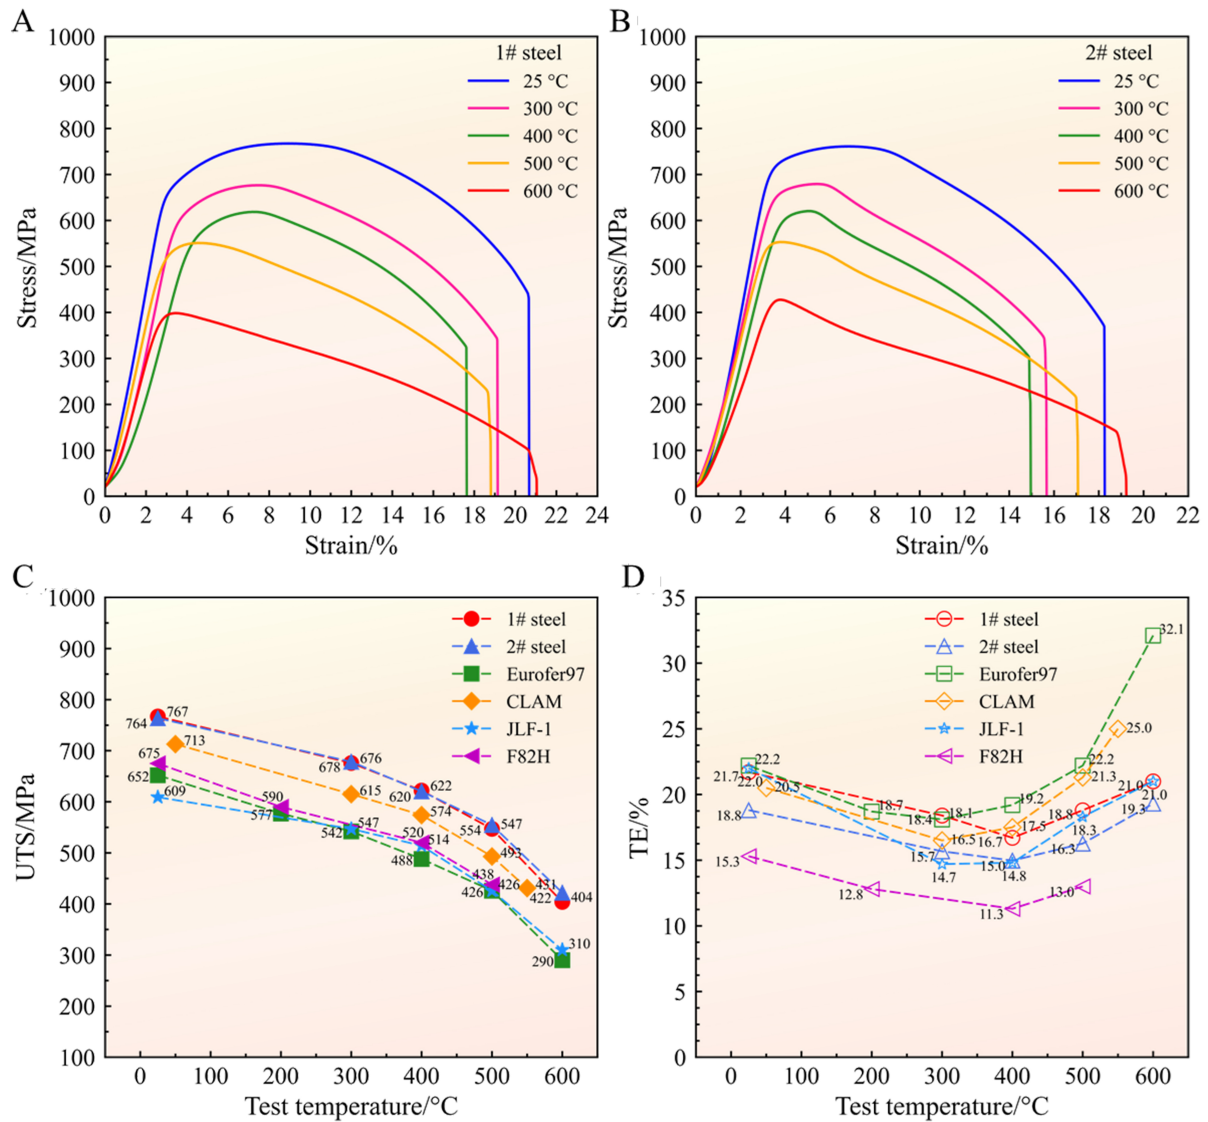 A
1000
900
800
700
600
500
400
300
200
100
0
0 2 4 6 8 10 12 14 16 18 20 22 24
Stress/MPa
Strain/%
1# steel
25 °C
300 °C
400 °C
500 °C
600 °C
B
1000
900
800
700
600
500
400
300
200
100
0
0 2 4 6 8 10 12 14 16 18 20 22
Stress/MPa
Strain/%
2# steel
25 °C
300 °C
400 °C
500 °C
600 °C
C
1000
900
800
700
600
500
400
300
200
100
0 100 200 300 400 500 600
UTS/MPa
Test temperature/°C
1# steel
2# steel
Eurofer97
CLAM
JLF-1
F82H
767
764
713
675
652
609
676
678
590
577
615
547
542
622
620
574
520
514
488
554
547
493
438
426
426
431
422
404
310
290
D
35
30
25
20
15
10
5
0
0 100 200 300 400 500 600
TE/%
Test temperature/°C
1# steel
2# steel
Eurofer97
CLAM
JLF-1
F82H
32.1
25.0
22.2
21.7
22.0
20.5
18.8
15.3
18.7
12.8
18.4
18.1
16.5
15.7
14.7
19.2
17.5
16.7
15.0
14.8
11.3
22.2
21.3
18.8
18.3
16.3
13.0
21.0
21.0
19.3